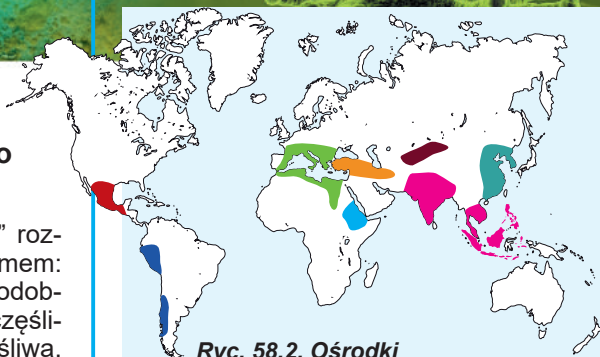 o
” roz-
mem:
odob-
zęśli-
śliwa.
Ryc. 58.2. Ośrodki